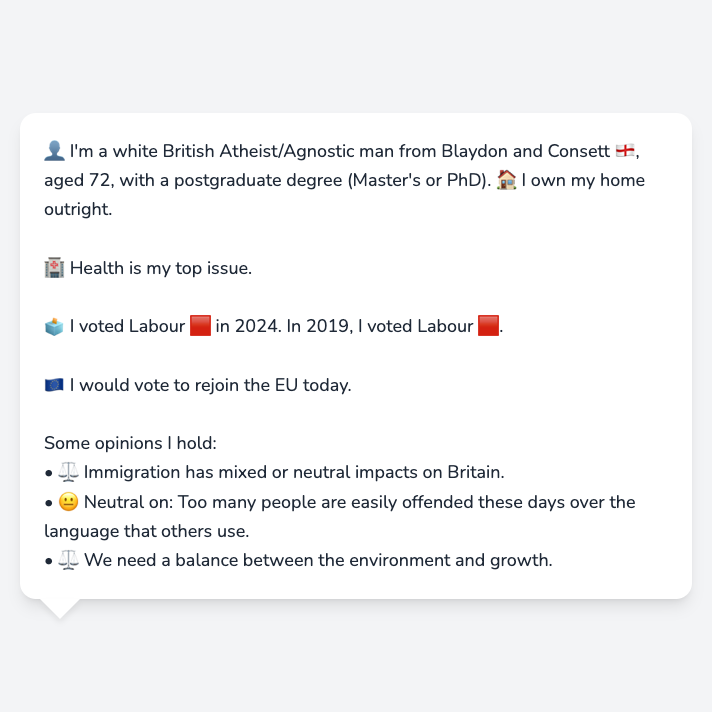 👤 I'm a white British Atheist/Agnostic man from Blaydon and Consett 🏴󠁧󠁢󠁥󠁮󠁧󠁿,
aged 72, with a postgraduate degree (Master's or PhD). 🏠 I own my home
outright.
🏥 Health is my top issue.
🗳️ I voted Labour 🟥 in 2024. In 2019, I voted Labour 🟥.
🇪🇺 I would vote to rejoin the EU today.
Some opinions I hold:
• ⚖️ Immigration has mixed or neutral impacts on Britain.
• 😐 Neutral on: Too many people are easily offended these days over the
language that others use.
• ⚖️ We need a balance between the environment and growth.